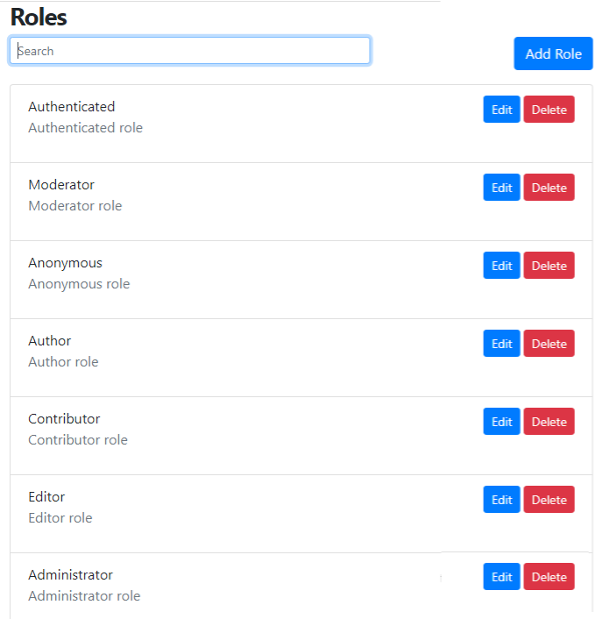 Roles
Search
Add Role
Authenticated
Edit Delete
Authenticated role
Moderator
Edit Delete
Moderator role
Anonymous
Edit Delete
Anonymous role
Author
Edit Delete
Author role
Contributor
Edit Delete
Contributor role
Editor
Edit Delete
Editor role
Administrator
Edit Delete
Administrator role